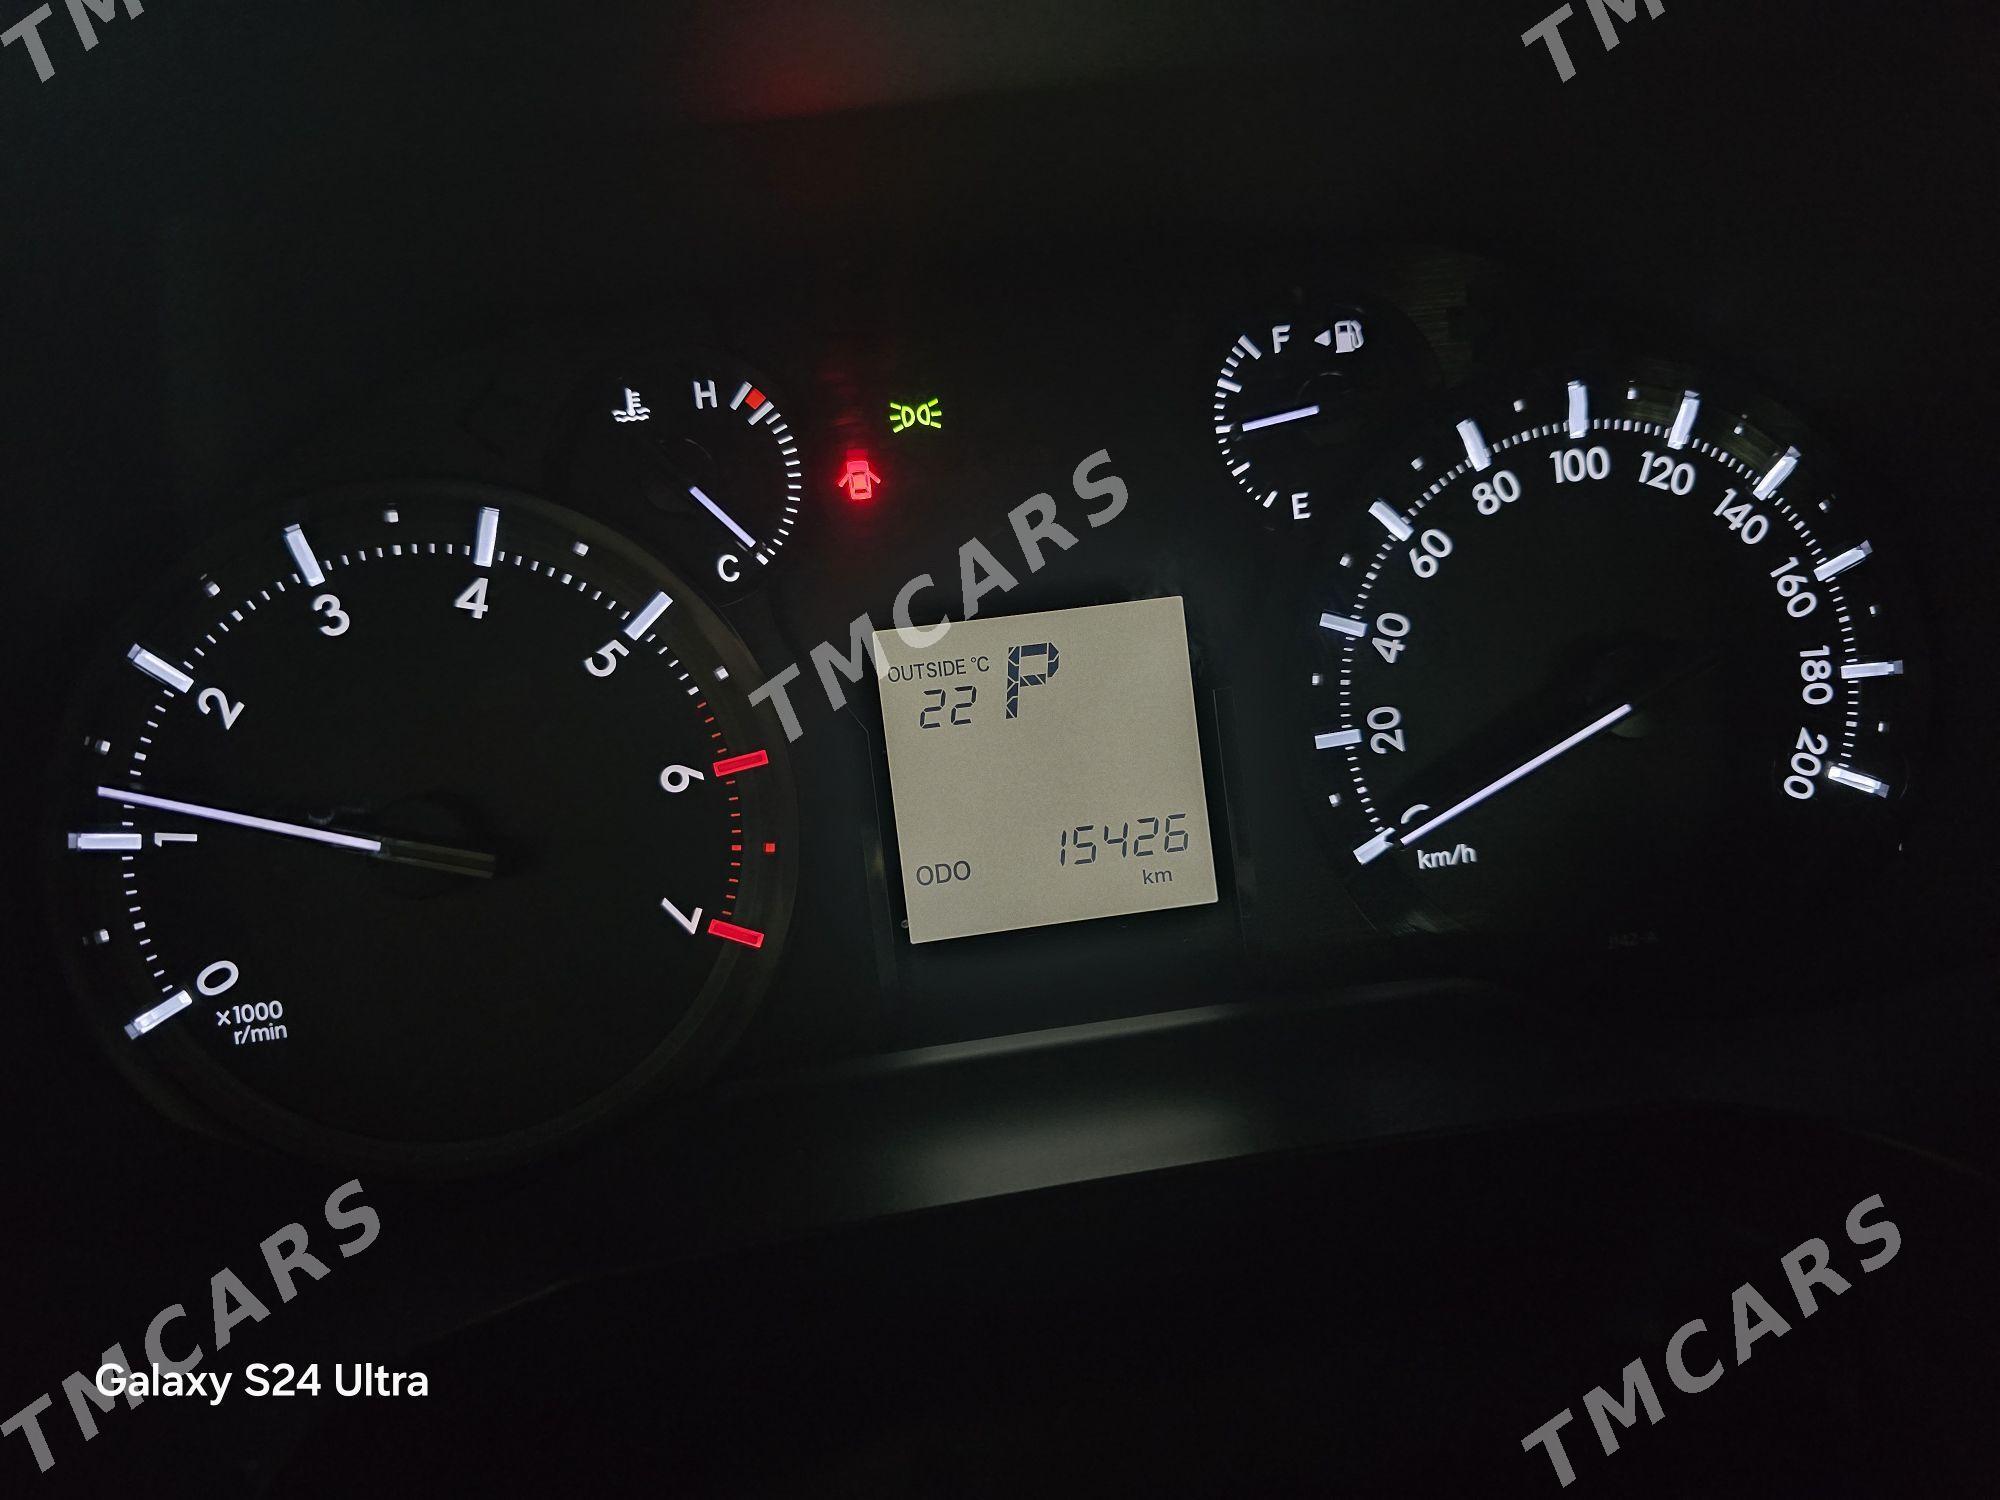 TM
TM
H
F
E
C
0
1
2
3
4
5
6
7
x1000
r/min
TMCARS
OUTSIDE °C
22 P
ODO 15426
km
20
40
60
80
100
120
140
160
180
200
km/h
TMCARS
TMCARS
Galaxy S24 Ultra